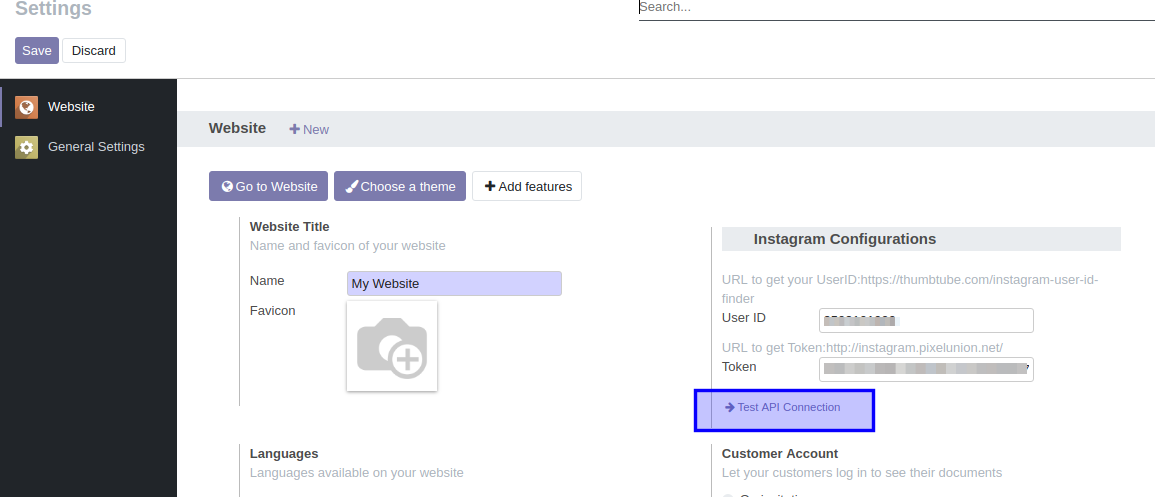 Settings
Search...
Save
Discard
Website
General Settings
Website
New
Go to Website
Choose a theme
Add features
Website Title
Name and favicon of your website
Name
My Website
Favicon
Instagram Configurations
URL to get your UserID:https://thumbtube.com/instagram-user-id-
finder
User ID
URL to get Token:http://instagram.pixelunion.net/
Token
Test API Connection
Languages
Languages available on your website
Customer Account
Let your customers log in to see their documents